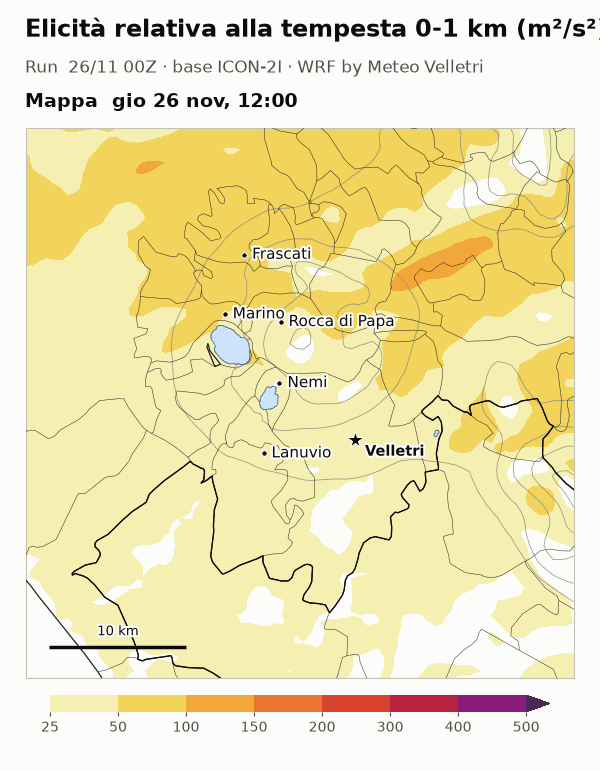 Elicità relativa alla tempesta 0-1 km (m²/s²)
Run 26/11 00Z · base ICON-2I · WRF by Meteo Velletri
Mappa gio 26 nov, 12:00
Frascati
Marino
Rocca di Papa
Nemi
Velletri
Lanuvio
10 km
25 50 100 150 200 300 400 500